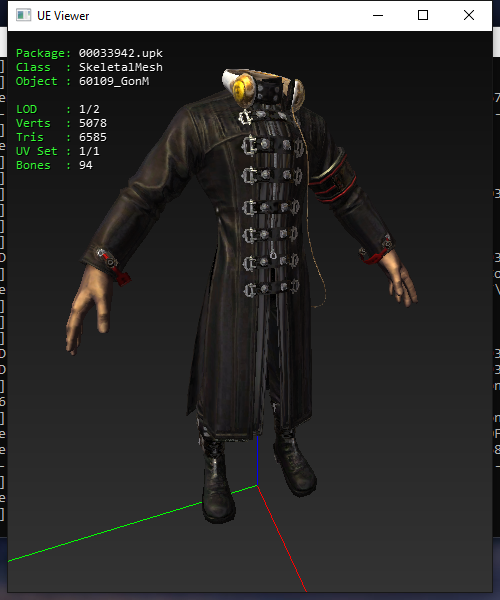 UE Viewer
Package: 00033942.upk
Class  : SkeletalMesh
Object : 60109_GonM
LOD    : 1/2
Verts  : 5078
Tris   : 6585
UV Set : 1/1
Bones  : 94